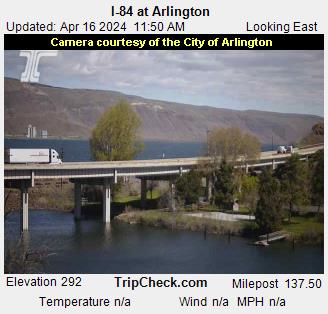 I-84 at Arlington
Updated: Apr 16 2024 11:50 AM Looking East
Camera courtesy of the City of Arlington
Elevation 292 TripCheck.com Milepost 137.50
Temperature n/a Wind n/a MPH n/a